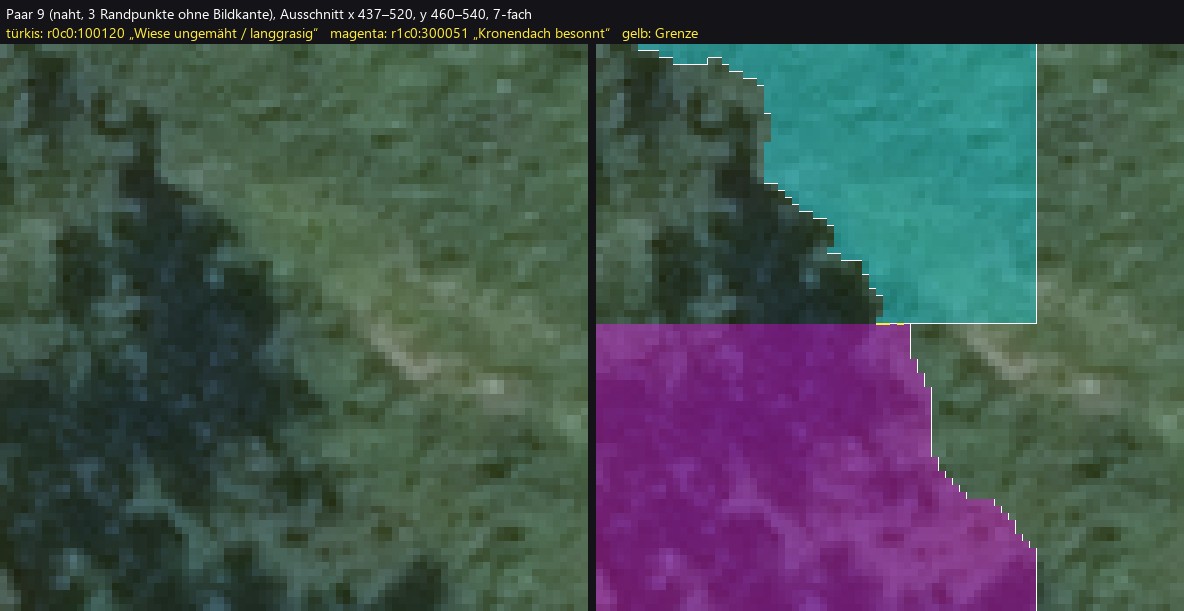 Paar 9 (naht, 3 Randpunkte ohne Bildkante), Ausschnitt x 437–520, y 460–540, 7-fach
türkis: r0c0:100120 „Wiese ungemäht / langgrasig“ magenta: r1c0:300051 „Kronendach besonnt“ gelb: Grenze